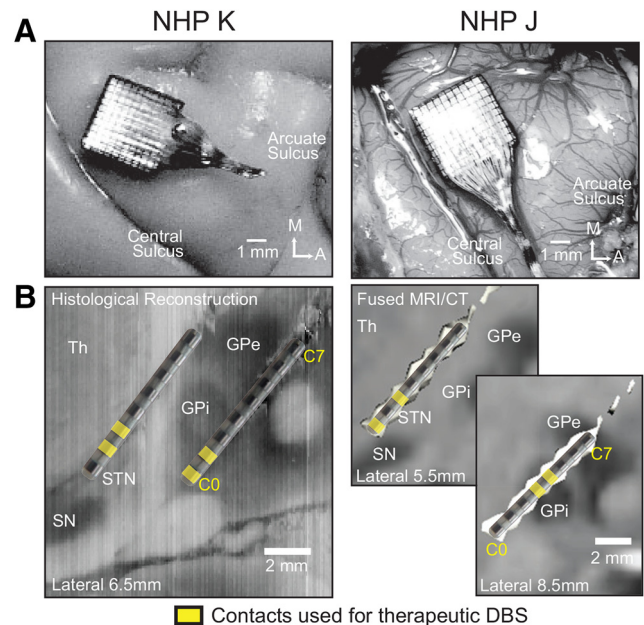 NHP K
NHP J
A
Arcuate
Sulcus
Central
Sulcus
1 mm
M
A
Arcuate
Sulcus
Central
Sulcus
1 mm
M
A
B
Histological Reconstruction
Th
GPe
C7
GPi
STN
C0
SN
2 mm
Lateral 6.5mm
Fused MRI/CT
Th
GPe
GPi
STN
SN
Lateral 5.5mm
GPe
C7
GPi
C0
2 mm
Lateral 8.5mm
Contacts used for therapeutic DBS